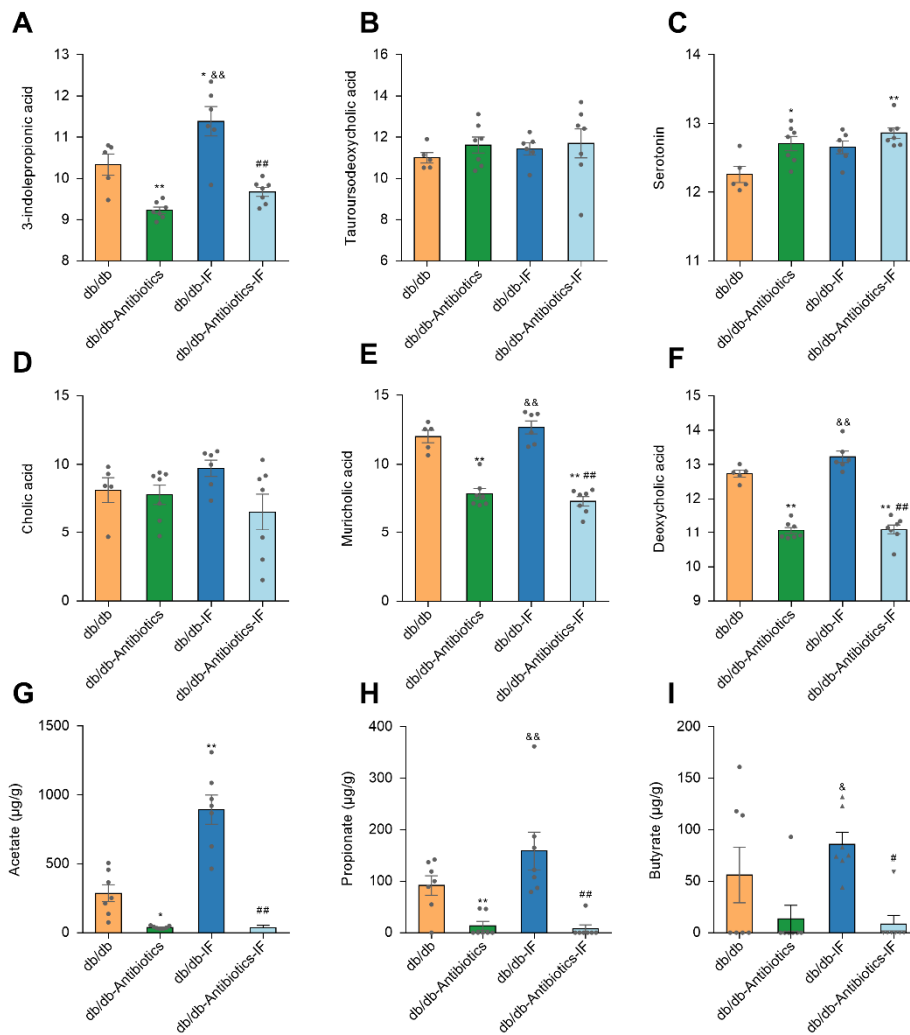 A
3-indolepropionic acid
13
12
11
10
9
8
* &&
**
##
db/db
db/db-Antibiotics
db/db-IF
db/db-Antibiotics-IF
B
Tauroursodeoxycholic acid
16
14
12
10
8
6
db/db
db/db-Antibiotics
db/db-IF
db/db-Antibiotics-IF
C
Serotonin
14
13
12
11
*
**
db/db
db/db-Antibiotics
db/db-IF
db/db-Antibiotics-IF
D
Cholic acid
15
10
5
0
db/db
db/db-Antibiotics
db/db-IF
db/db-Antibiotics-IF
E
Muricholic acid
15
10
5
0
**
&&
** ##
db/db
db/db-Antibiotics
db/db-IF
db/db-Antibiotics-IF
F
Deoxycholic acid
15
14
13
12
11
10
9
**
&&
** ##
db/db
db/db-Antibiotics
db/db-IF
db/db-Antibiotics-IF
G
Acetate (µg/g)
1500
1000
500
0
*
**
##
db/db
db/db-Antibiotics
db/db-IF
db/db-Antibiotics-IF
H
Propionate (µg/g)
400
300
200
100
0
**
&&
##
db/db
db/db-Antibiotics
db/db-IF
db/db-Antibiotics-IF
I
Butyrate (µg/g)
200
150
100
50
0
&
#
db/db
db/db-Antibiotics
db/db-IF
db/db-Antibiotics-IF